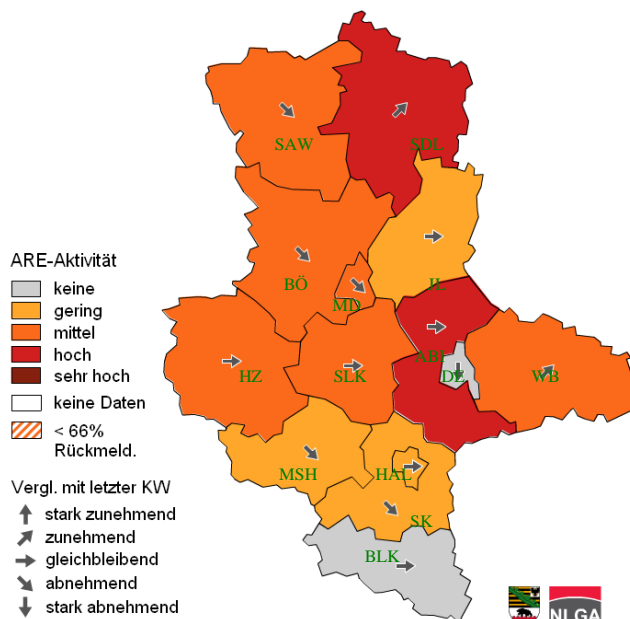 SAW
SDL
JL
BÖ
MD
HZ
SLK
ABI
DE
WB
MSH
HAL
SK
BLK
ARE-Aktivität
keine
gering
mittel
hoch
sehr hoch
keine Daten
< 66%
Rückmeld.
Vergl. mit letzter KW
stark zunehmend
zunehmend
gleichbleibend
abnehmend
stark abnehmend
NLGA